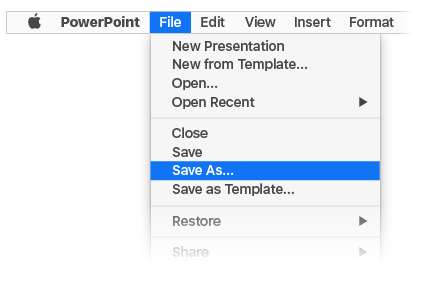 PowerPoint File Edit View Insert Format
New Presentation
New from Template...
Open...
Open Recent
Close
Save
Save As...
Save as Template...
Restore
Share